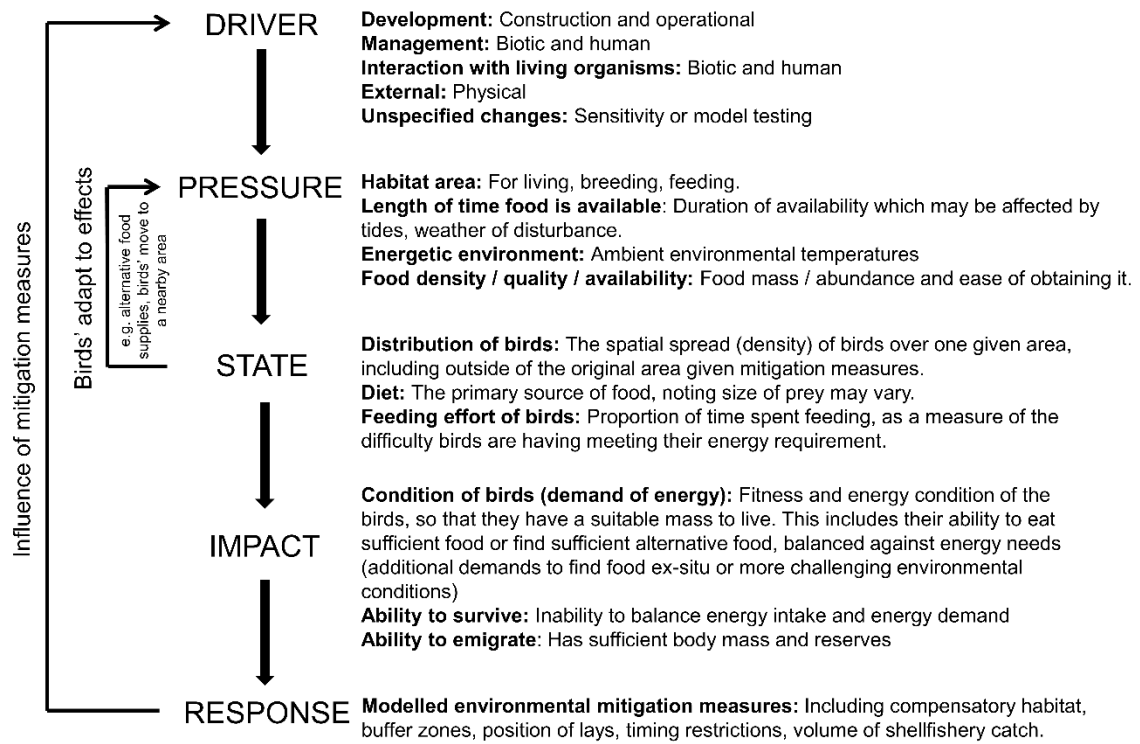 DRIVER
Development: Construction and operational
Management: Biotic and human
Interaction with living organisms: Biotic and human
External: Physical
Unspecified changes: Sensitivity or model testing
PRESSURE
Habitat area: For living, breeding, feeding.
Length of time food is available: Duration of availability which may be affected by
tides, weather of disturbance.
Energetic environment: Ambient environmental temperatures
Food density / quality / availability: Food mass / abundance and ease of obtaining it.
STATE
Distribution of birds: The spatial spread (density) of birds over one given area,
including outside of the original area given mitigation measures.
Diet: The primary source of food, noting size of prey may vary.
Feeding effort of birds: Proportion of time spent feeding, as a measure of the
difficulty birds are having meeting their energy requirement.
IMPACT
Condition of birds (demand of energy): Fitness and energy condition of the
birds, so that they have a suitable mass to live. This includes their ability to eat
sufficient food or find sufficient alternative food, balanced against energy needs
(additional demands to find food ex-situ or more challenging environmental
conditions)
Ability to survive: Inability to balance energy intake and energy demand
Ability to emigrate: Has sufficient body mass and reserves
RESPONSE
Modelled environmental mitigation measures: Including compensatory habitat,
buffer zones, position of lays, timing restrictions, volume of shellfishery catch.
Influence of mitigation measures
Birds' adapt to effects
e.g. alternative food
supplies, birds' move to
a nearby area